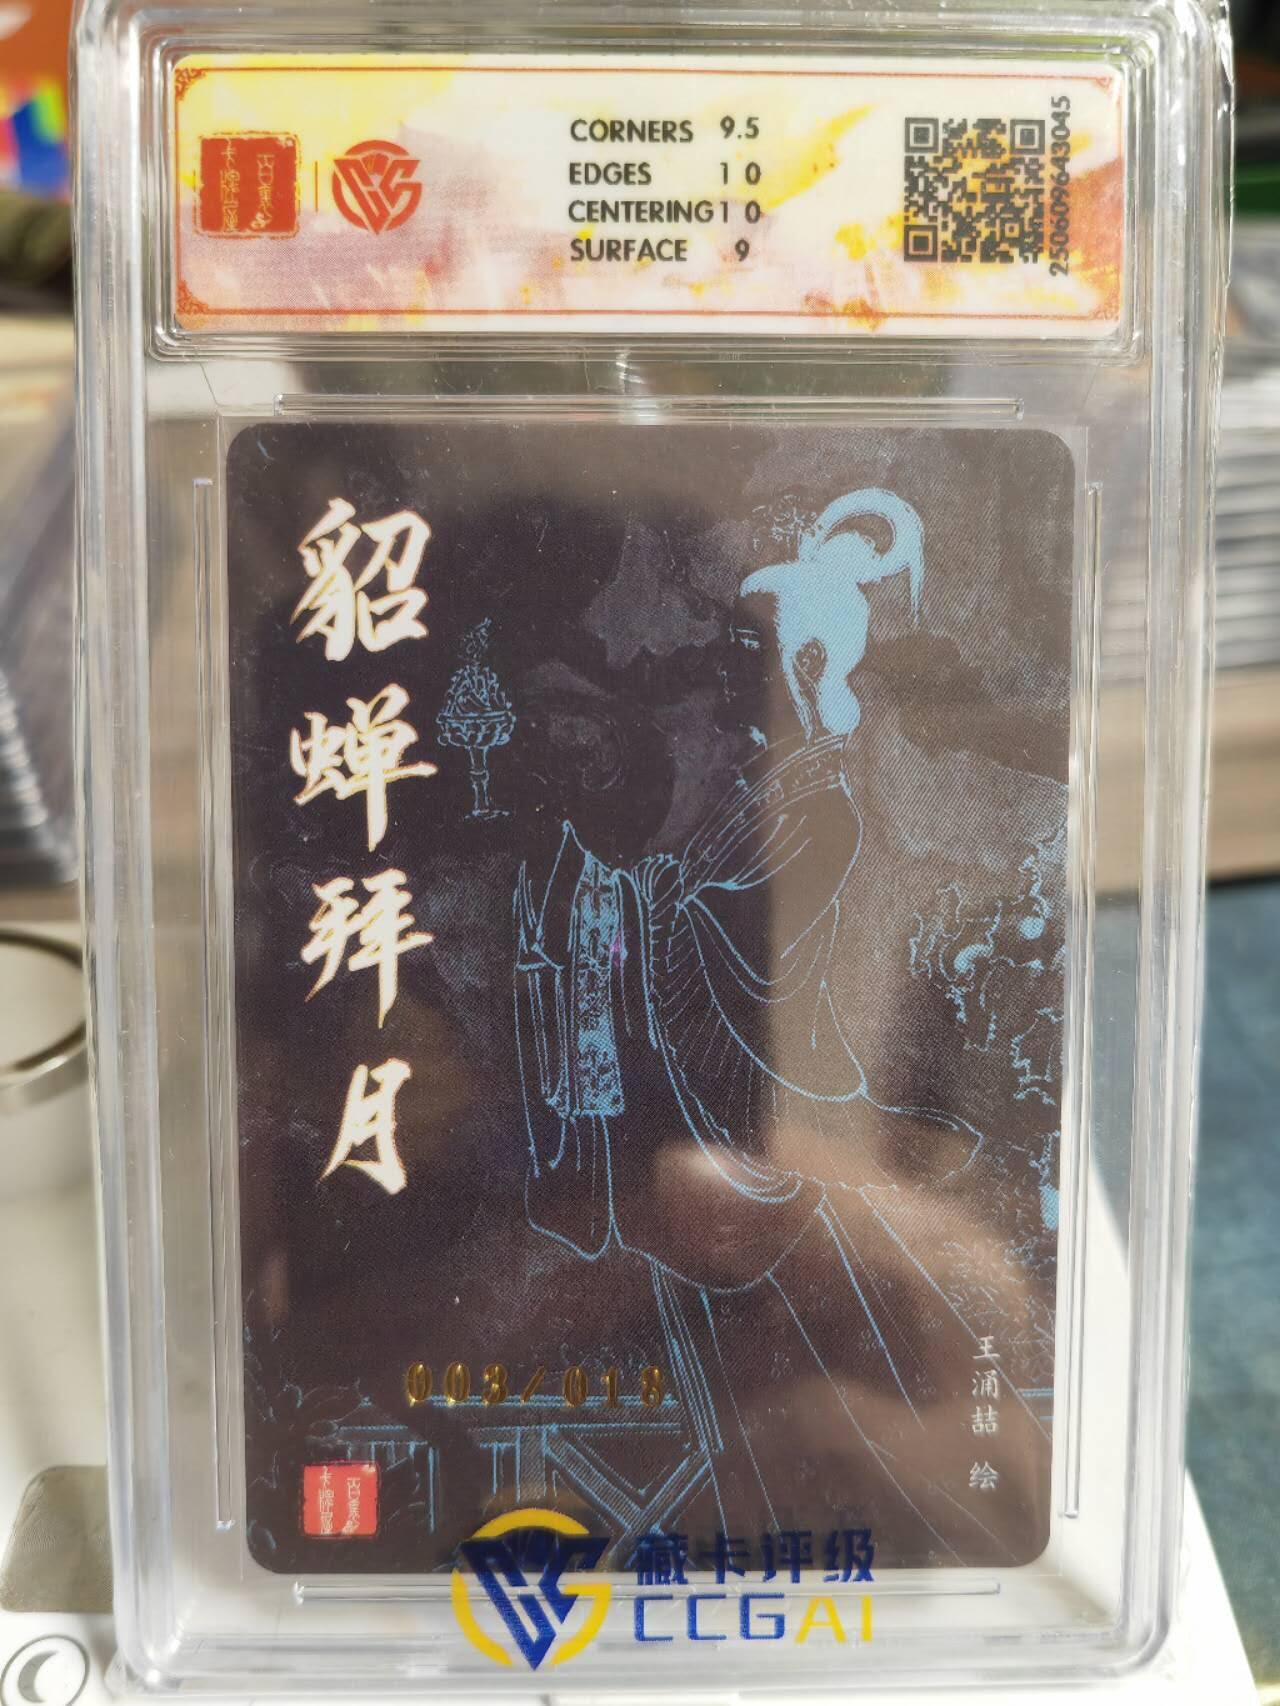 CORNERS 9.5
EDGES 10
CENTERING 10
SURFACE 9
250609643045
貂蝉拜月
003/018
王涌喆 绘
藏卡评级
CCGAI